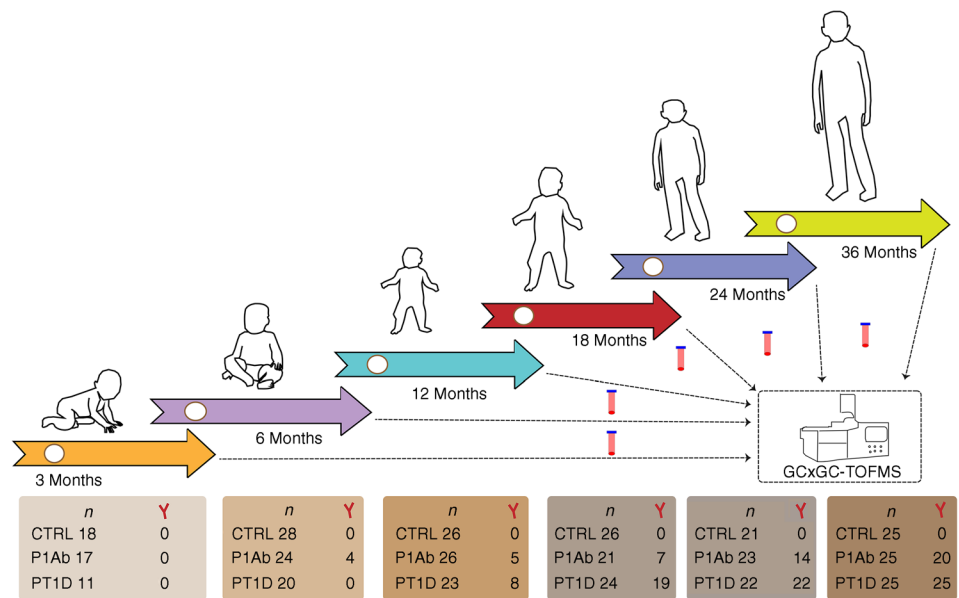 36 Months
24 Months
18 Months
12 Months
6 Months
3 Months
GCxGC-TOFMS
n
CTRL 18 0
P1Ab 17 0
PT1D 11 0
n
CTRL 28 0
P1Ab 24 4
PT1D 20 0
n
CTRL 26 0
P1Ab 26 5
PT1D 23 8
n
CTRL 26 0
P1Ab 21 7
PT1D 24 19
n
CTRL 21 0
P1Ab 23 14
PT1D 22 22
n
CTRL 25 0
P1Ab 25 20
PT1D 25 25